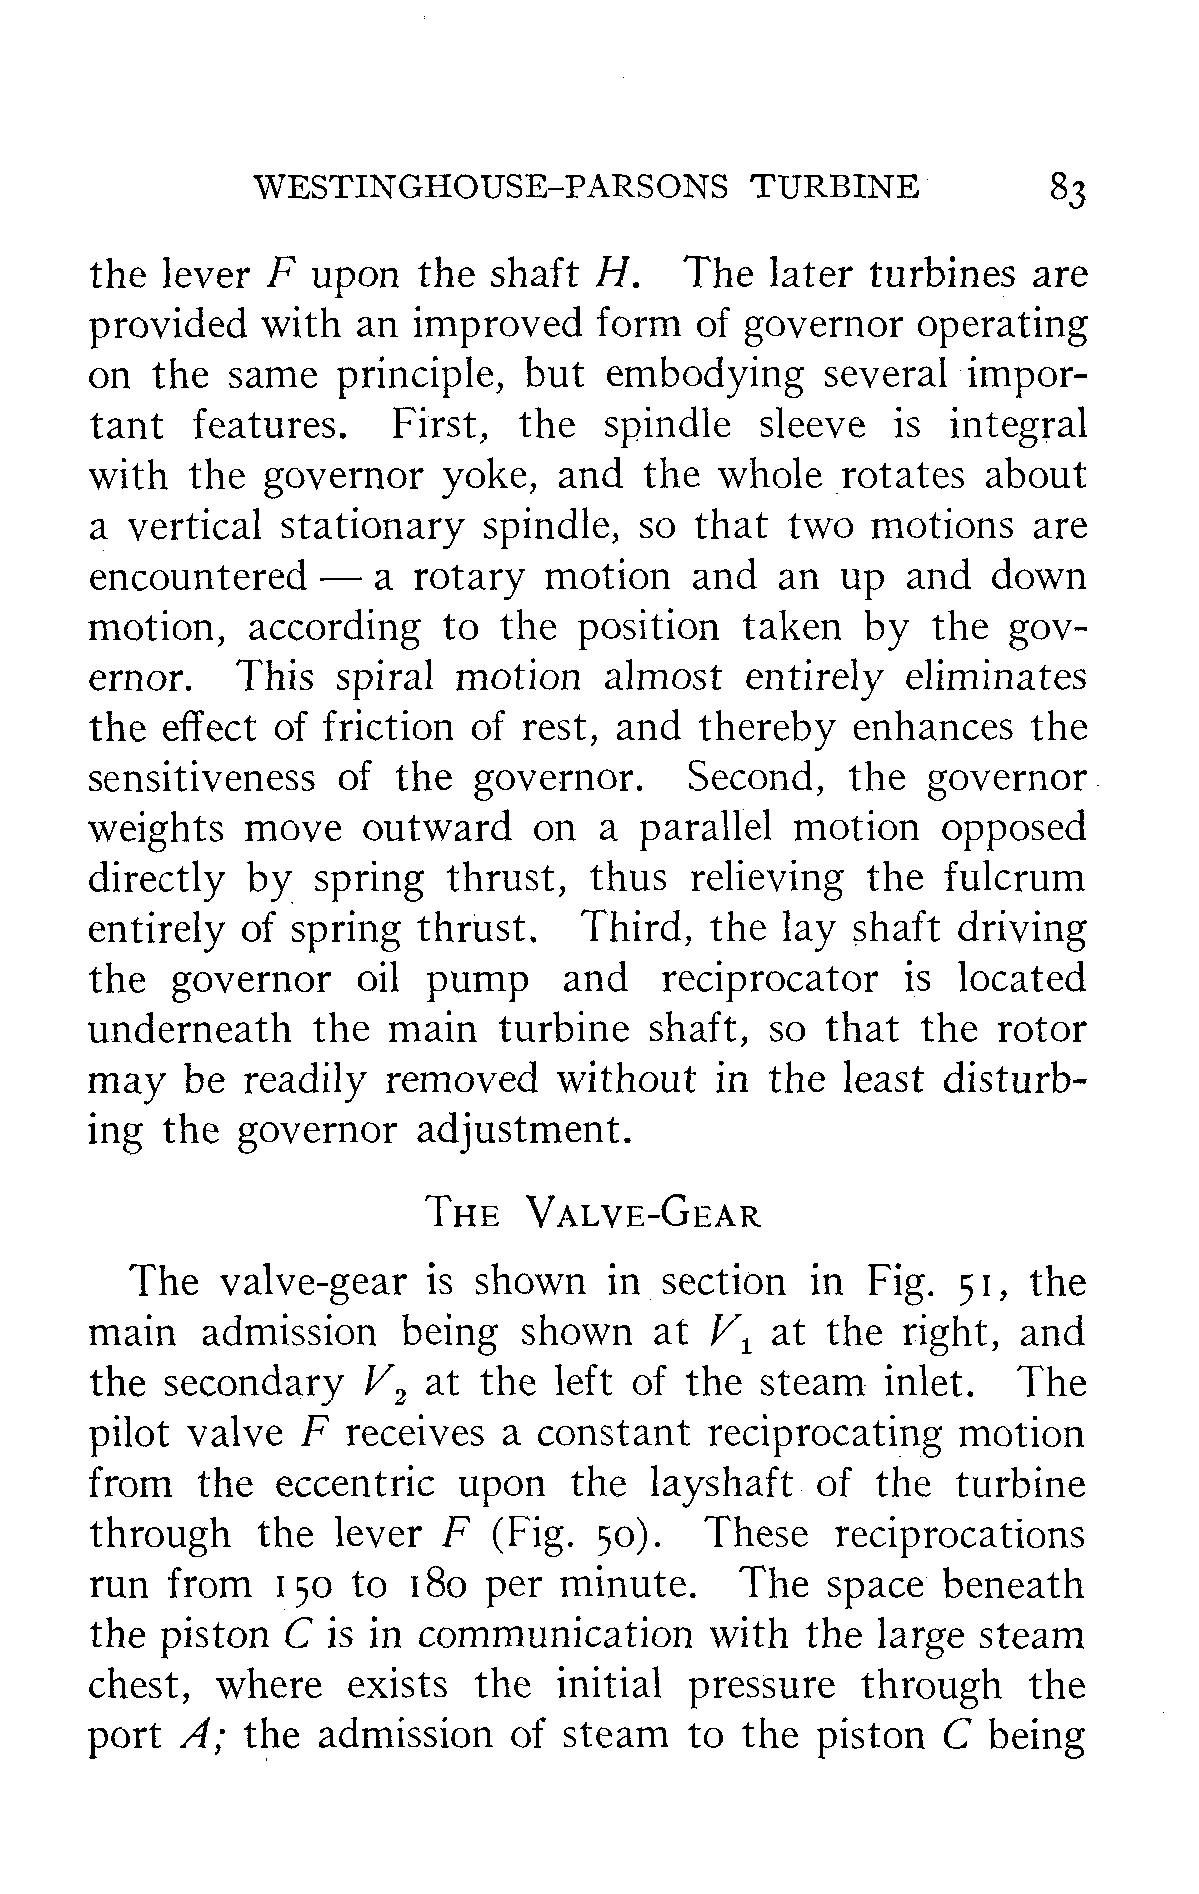 WESTINGHOUSE-PARSONS TURBINE 83
the lever F upon the shaft H. The later turbines are
provided with an improved form of governor operating
on the same principle, but embodying several impor-
tant features. First, the spindle sleeve is integral
with the governor yoke, and the whole rotates about
a vertical stationary spindle, so that two motions are
encountered — a rotary motion and an up and down
motion, according to the position taken by the gov-
ernor. This spiral motion almost entirely eliminates
the effect of friction of rest, and thereby enhances the
sensitiveness of the governor. Second, the governor
weights move outward on a parallel motion opposed
directly by spring thrust, thus relieving the fulcrum
entirely of spring thrust. Third, the lay shaft driving
the governor oil pump and reciprocator is located
underneath the main turbine shaft, so that the rotor
may be readily removed without in the least disturb-
ing the governor adjustment.
The Valve-Gear
The valve-gear is shown in section in Fig. 51, the
main admission being shown at V₁ at the right, and
the secondary V₂ at the left of the steam inlet. The
pilot valve F receives a constant reciprocating motion
from the eccentric upon the layshaft of the turbine
through the lever F (Fig. 50). These reciprocations
run from 150 to 180 per minute. The space beneath
the piston C is in communication with the large steam
chest, where exists the initial pressure through the
port A; the admission of steam to the piston C being